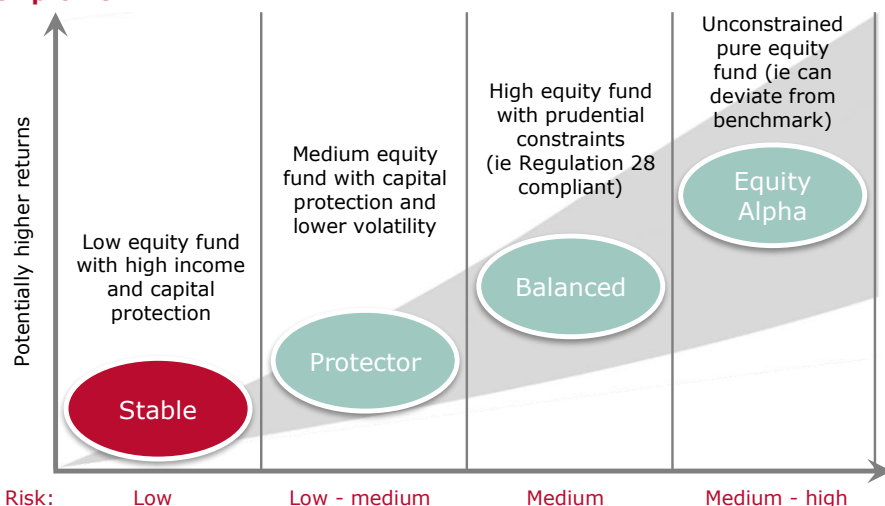 Potentially higher returns
Low equity fund
with high income
and capital
protection
Stable
Medium equity
fund with capital
protection and
lower volatility
Protector
High equity fund
with prudential
constraints
(ie Regulation 28
compliant)
Balanced
Unconstrained
pure equity
fund (ie can
deviate from
benchmark)
Equity
Alpha
Risk: Low Low - medium Medium Medium - high